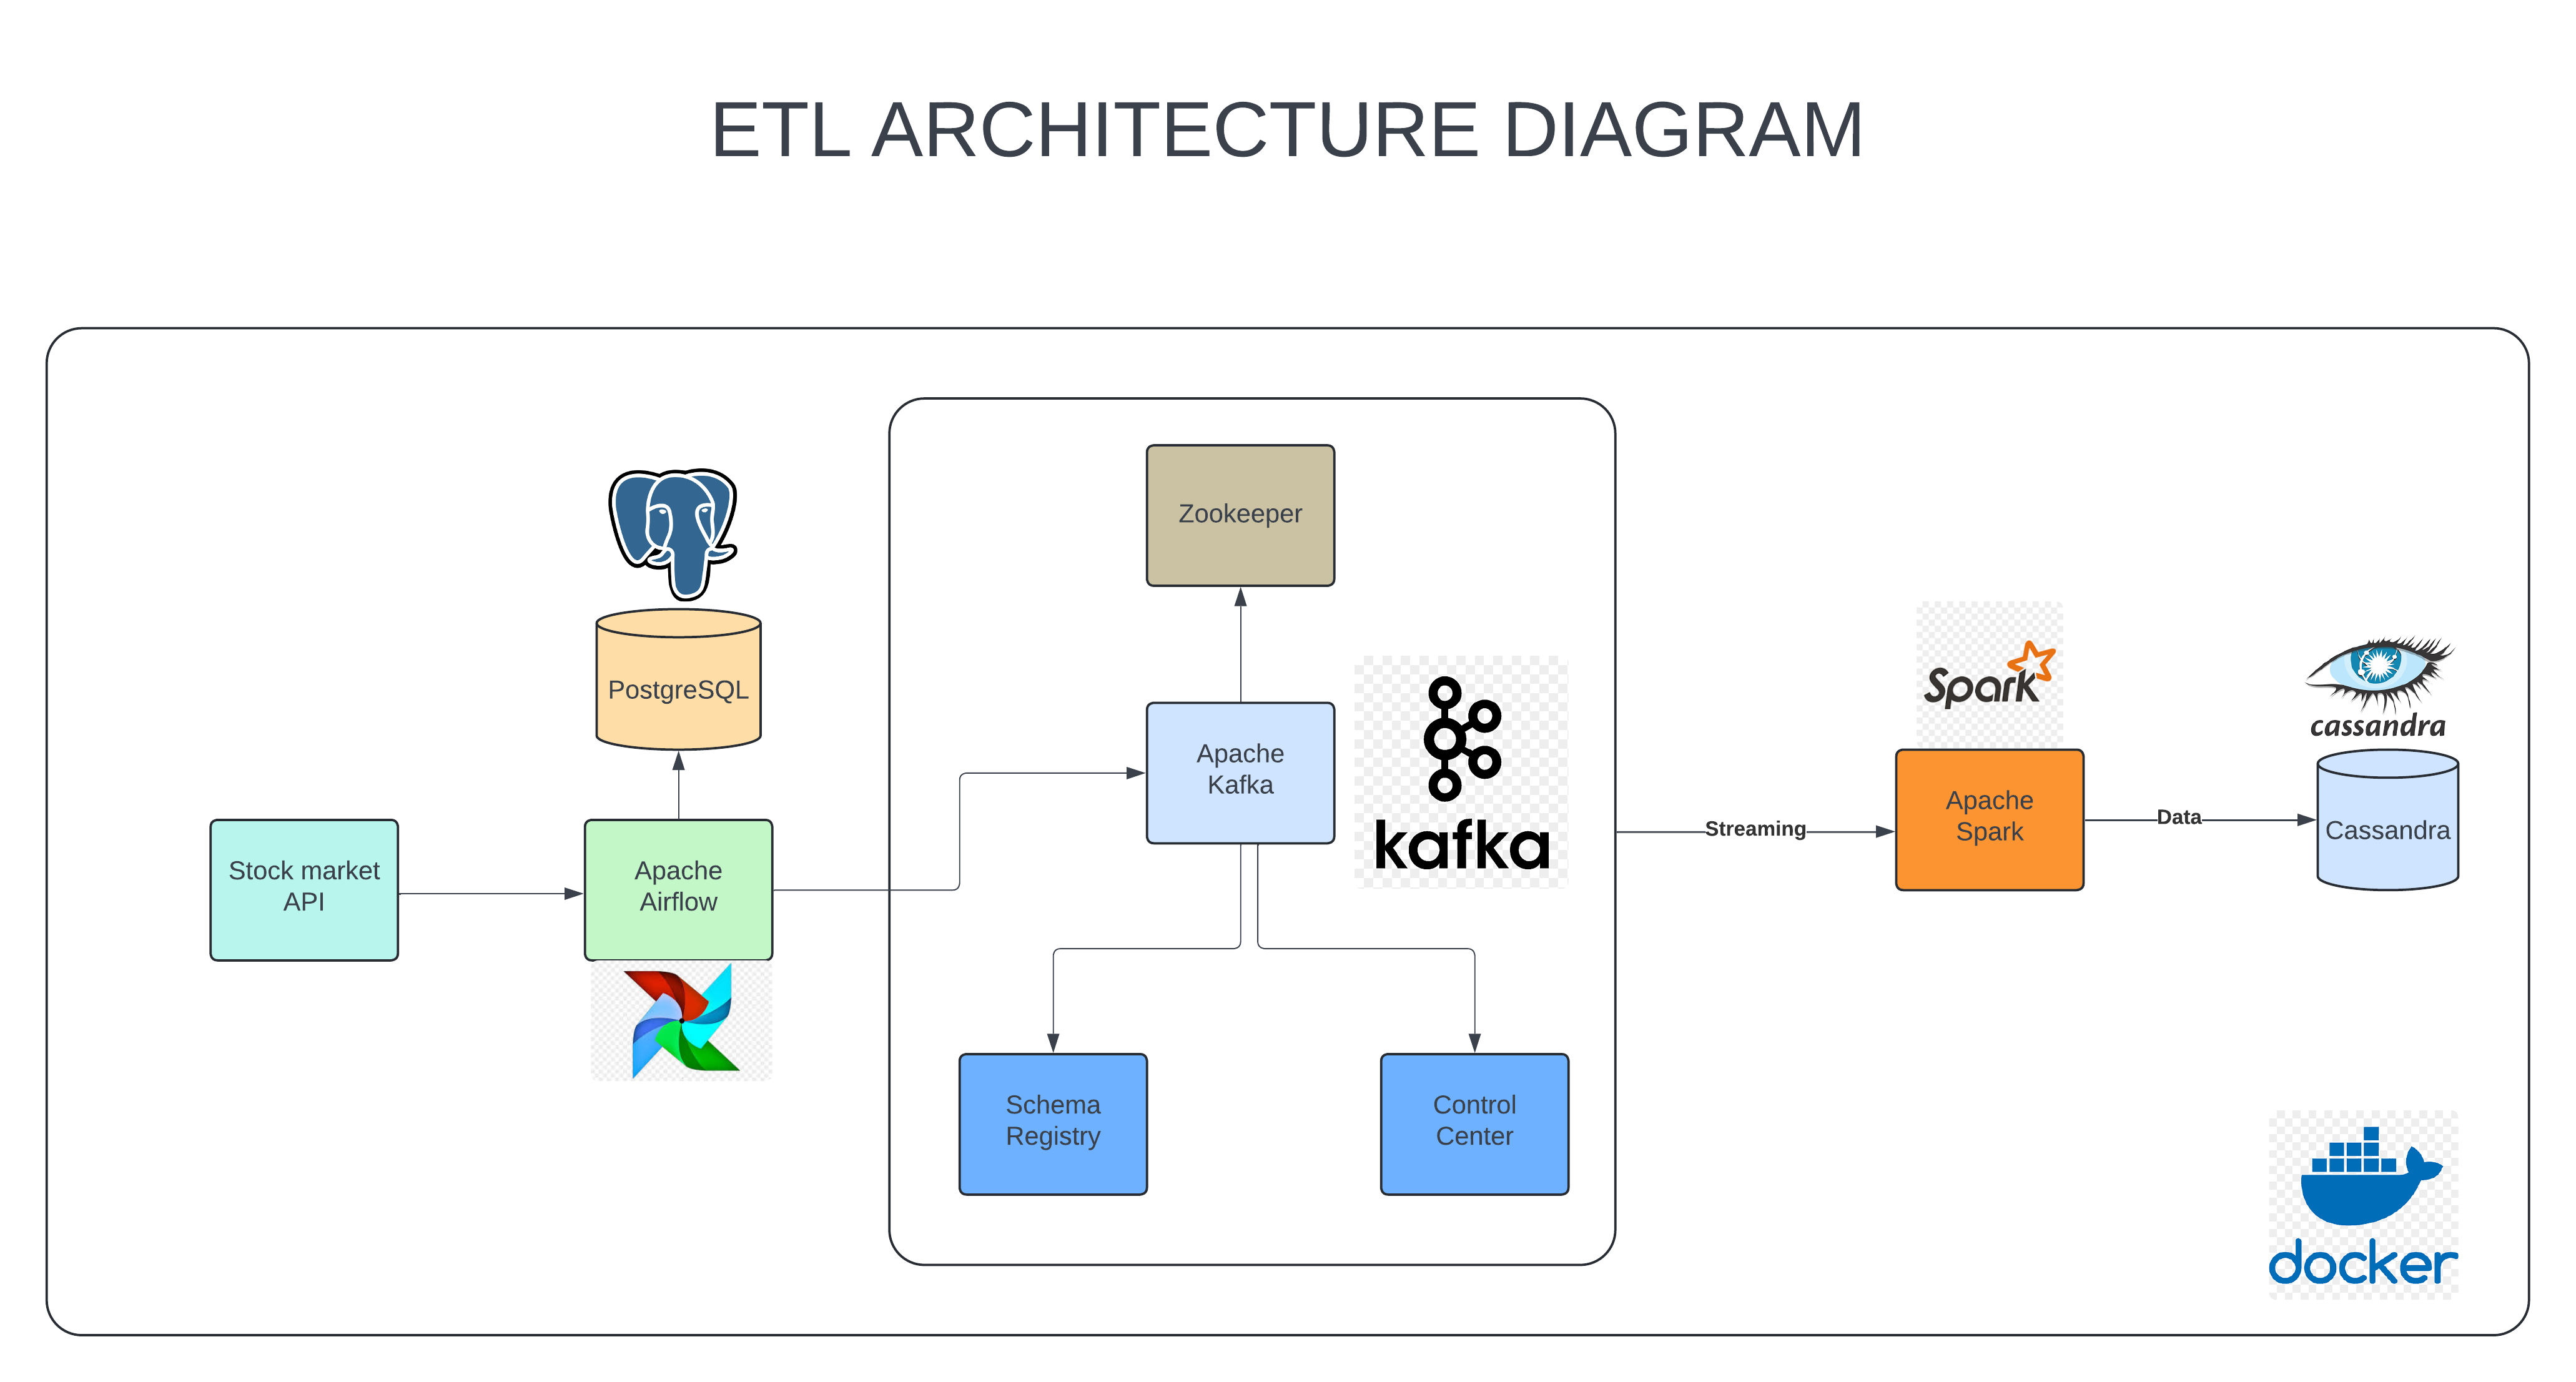 ETL ARCHITECTURE DIAGRAM
Zookeeper
PostgreSQL
Apache
Kafka
kafka
Spark
cassandra
Stock market
API
Apache
Airflow
Streaming
Apache
Spark
Data
Cassandra
Schema
Registry
Control
Center
docker